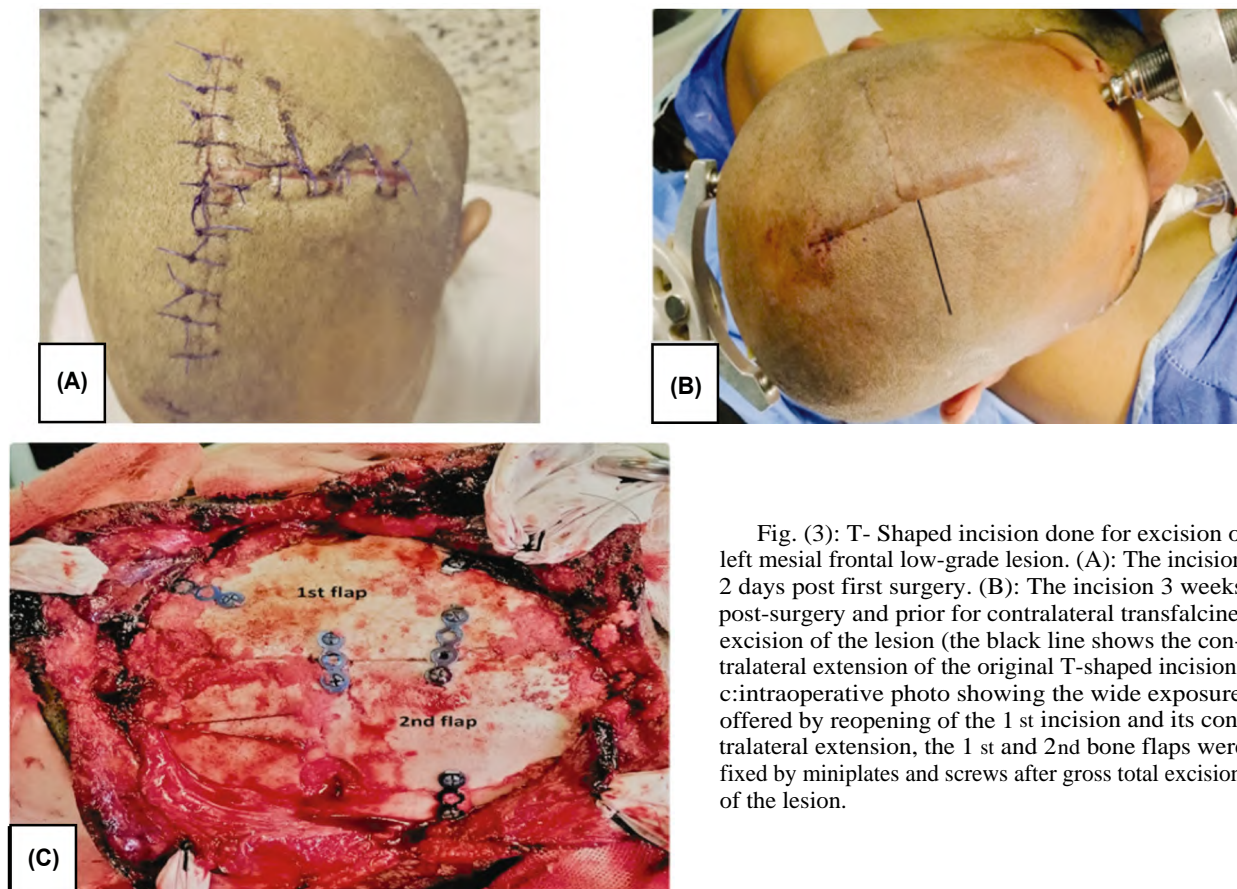 (A)
(B)
1st flap
2nd flap
(C)
Fig. (3): T- Shaped incision done for excision o
left mesial frontal low-grade lesion. (A): The incision
2 days post first surgery. (B): The incision 3 weeks
post-surgery and prior for contralateral transfalcine
excision of the lesion (the black line shows the con-
tralateral extension of the original T-shaped incision
c:intraoperative photo showing the wide exposure
offered by reopening of the 1 st incision and its con
tralateral extension, the 1 st and 2nd bone flaps were
fixed by miniplates and screws after gross total excision
of the lesion.